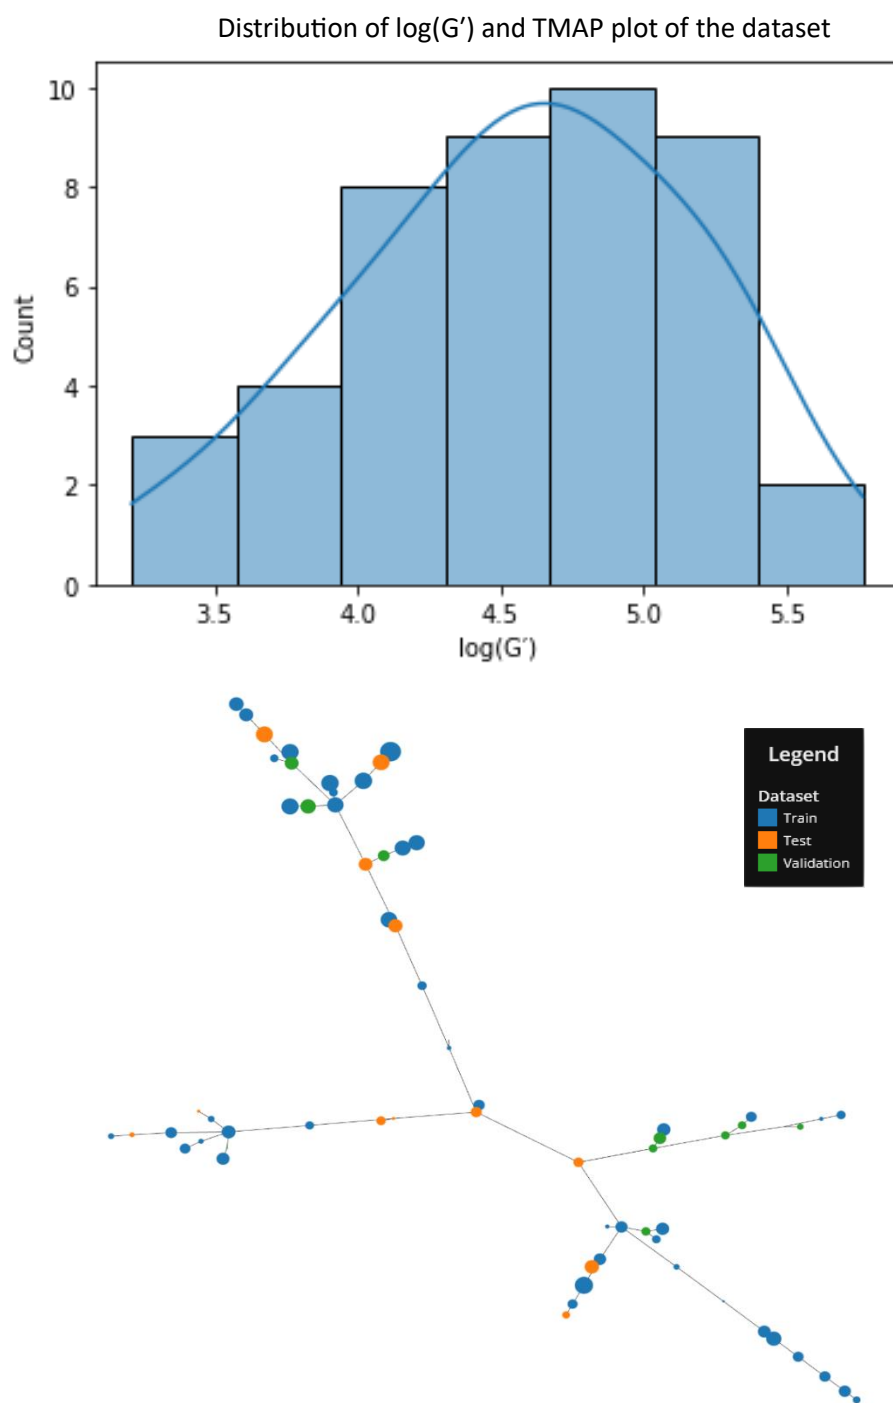 Distribution of log(G′) and TMAP plot of the dataset
10
8
6
4
2
0
Count
3.5 4.0 4.5 5.0 5.5
log(G′)
Legend
Dataset
Train
Test
Validation